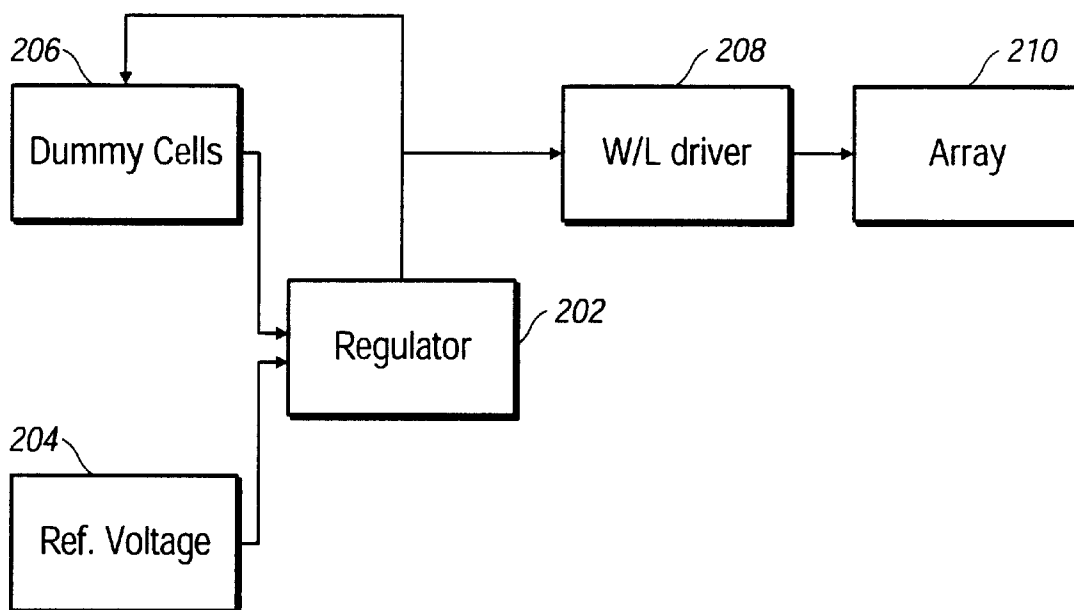 206
208
210
Dummy Cells
W/L driver
Array
202
Regulator
204
Ref. Voltage